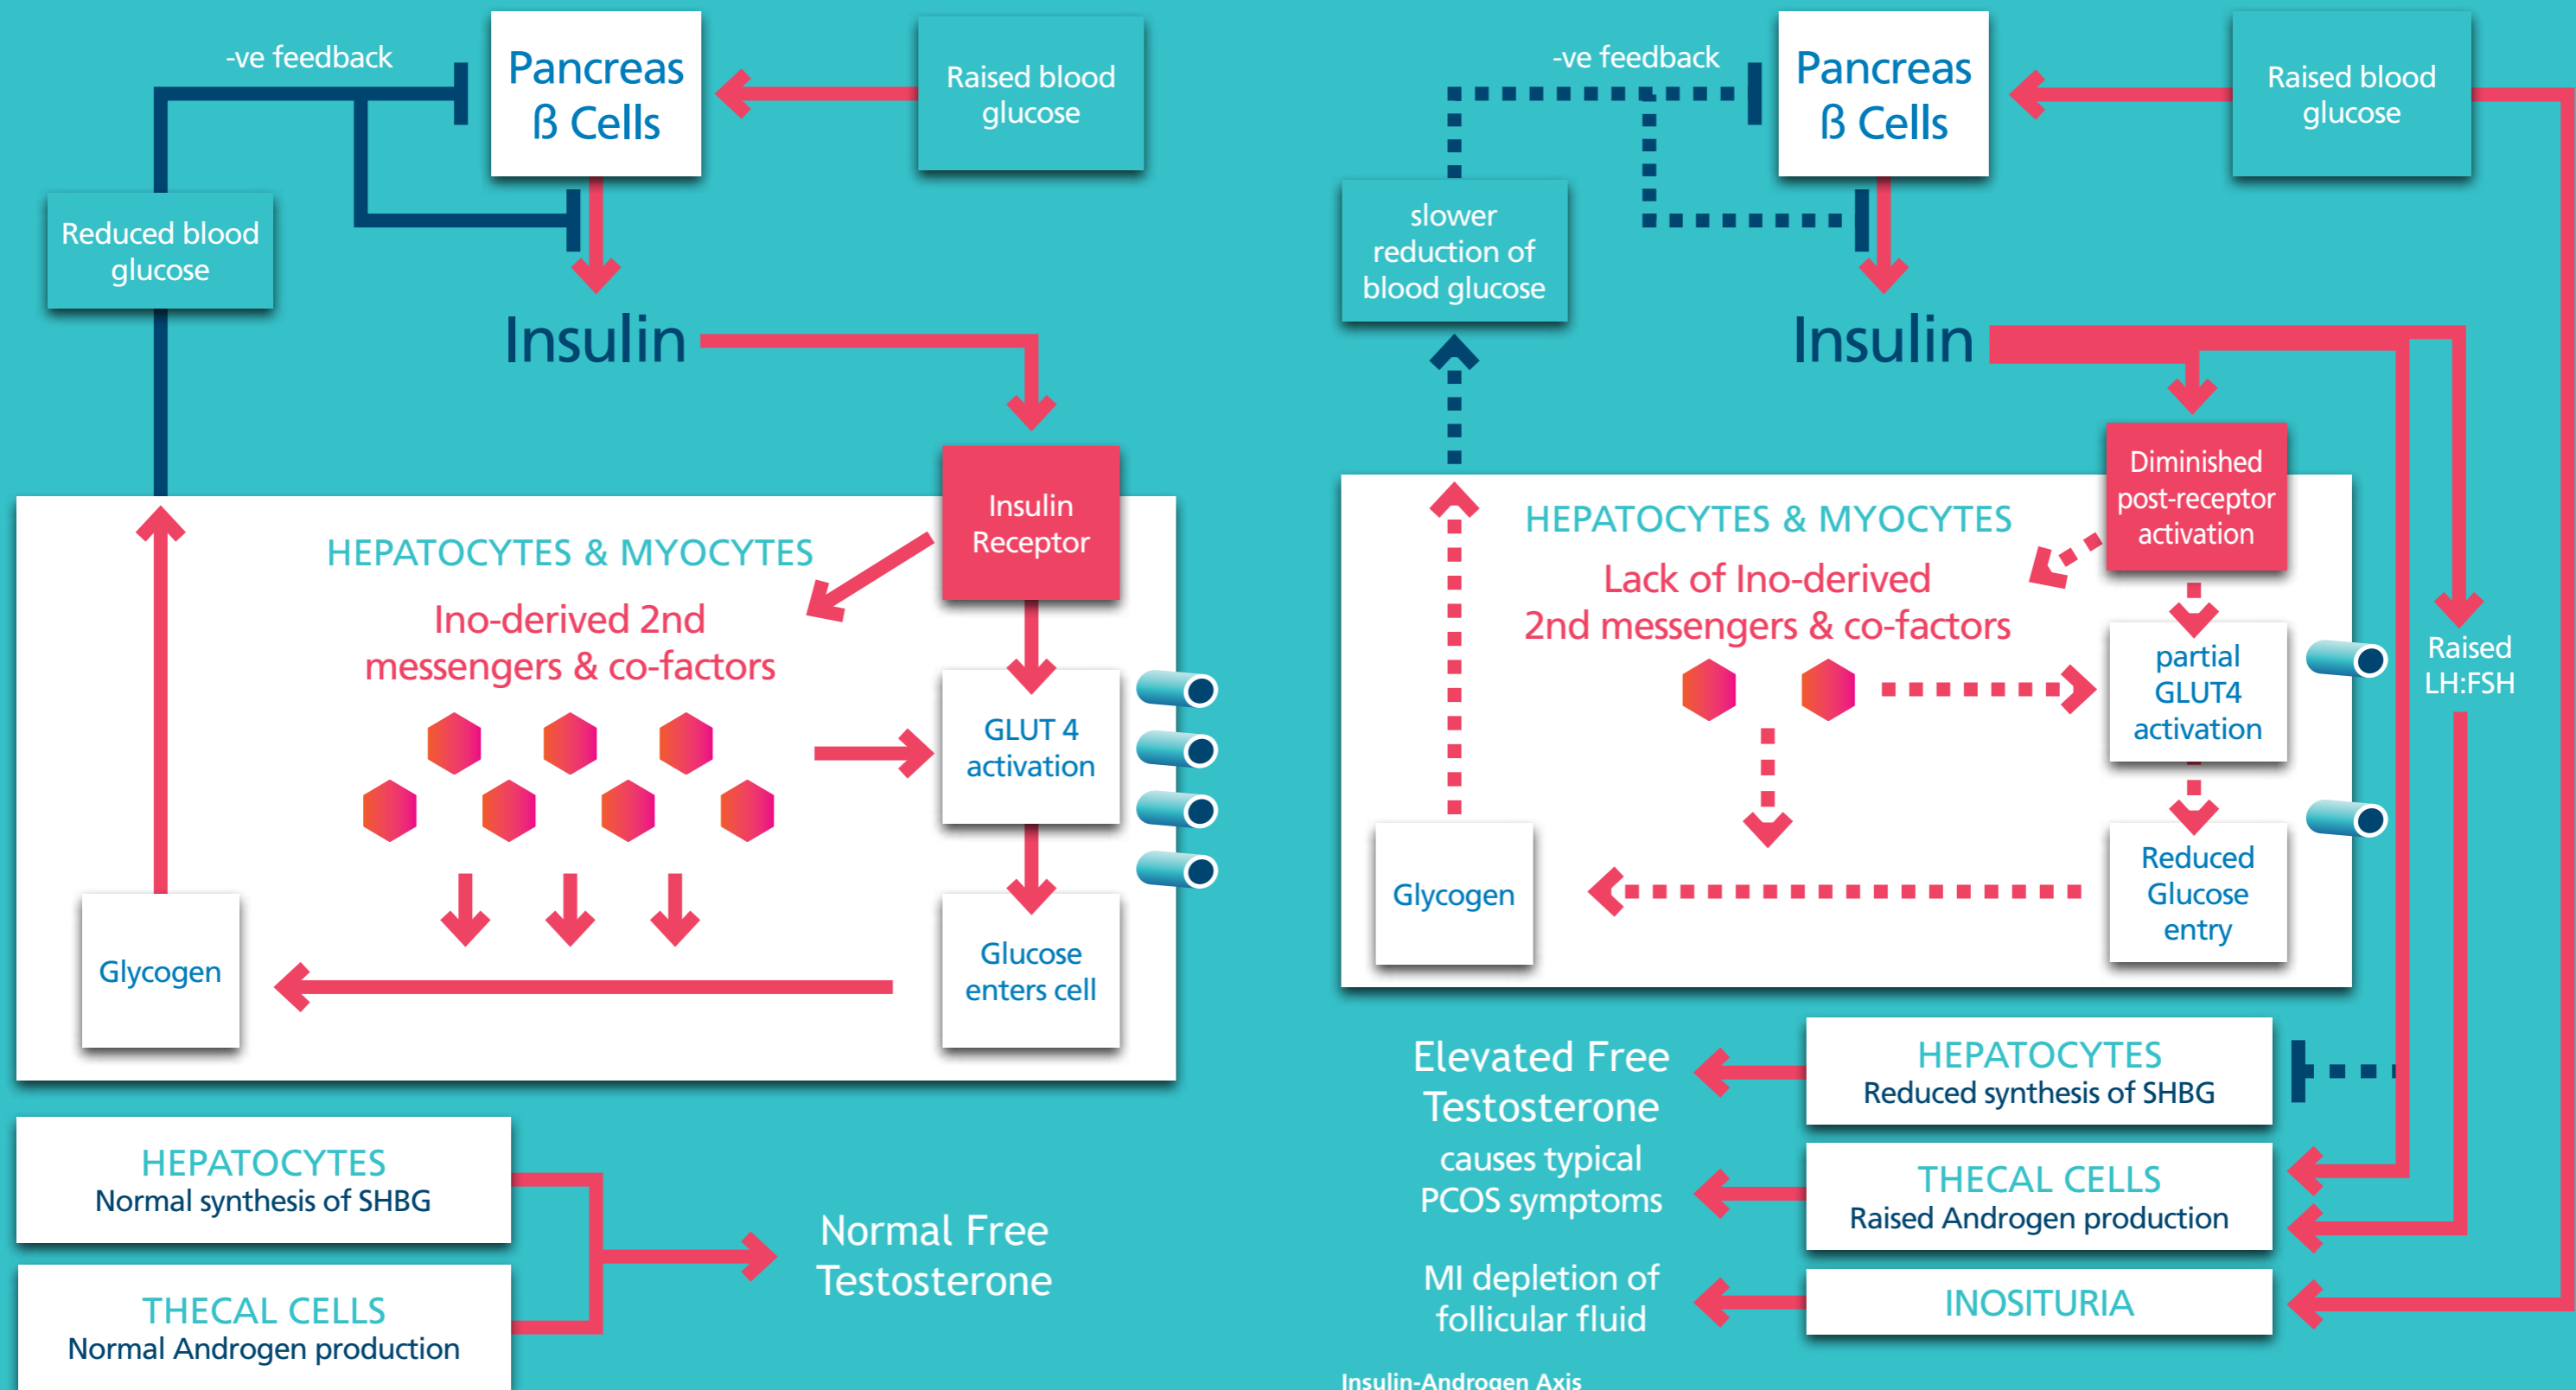 -ve feedback
Pancreas
ß Cells
Raised blood
glucose
Reduced blood
glucose
Insulin
Insulin
Receptor
HEPATOCYTES & MYOCYTES
Ino-derived 2nd
messengers & co-factors
GLUT 4
activation
Glycogen
Glucose
enters cell
HEPATOCYTES
Normal synthesis of SHBG
THECAL CELLS
Normal Androgen production
Normal Free
Testosterone
-ve feedback
Pancreas
ß Cells
Raised blood
glucose
slower
reduction of
blood glucose
Insulin
Diminished
post-receptor
activation
HEPATOCYTES & MYOCYTES
Lack of Ino-derived
2nd messengers & co-factors
partial
GLUT4
activation
Raised
LH:FSH
Glycogen
Reduced
Glucose
entry
Elevated Free
Testosterone
causes typical
PCOS symptoms
HEPATOCYTES
Reduced synthesis of SHBG
THECAL CELLS
Raised Androgen production
MI depletion of
follicular fluid
INOSITURIA
Insulin-Androgen Axis